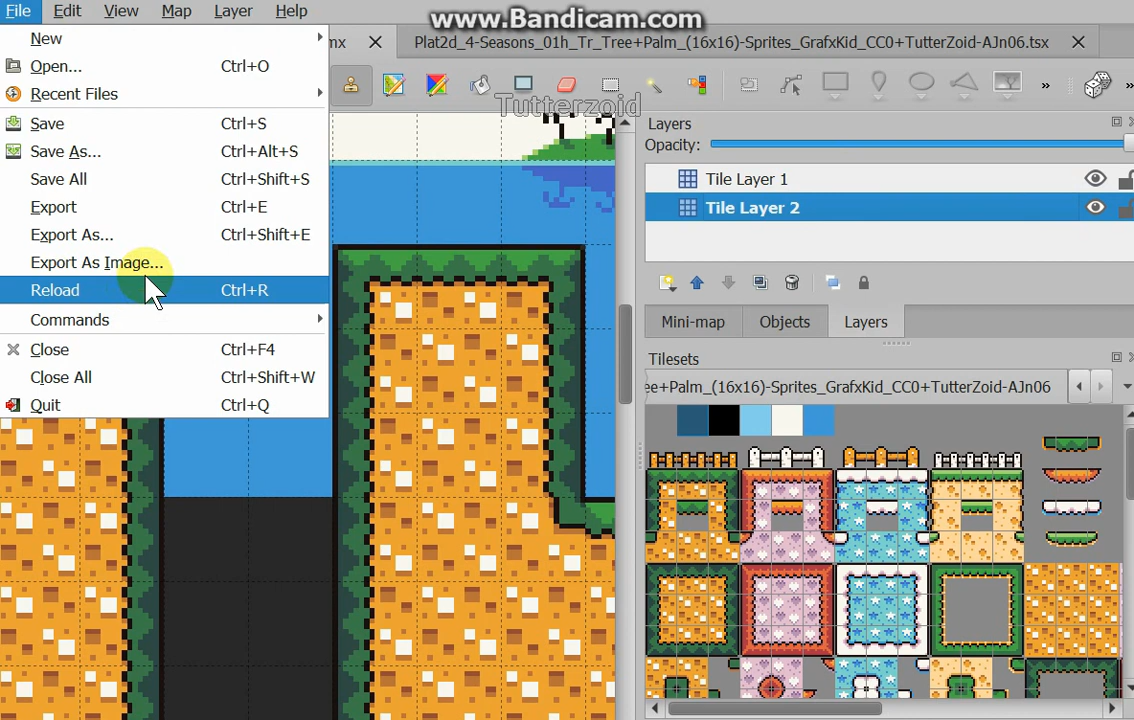 www.Bandicam.com
File Edit View Map Layer Help
mx
Plat2d_4-Seasons_01h_Tr_Tree+Palm_(16x16)-Sprites_GrafxKid_CC0+TutterZoid-AJn06.tsx
New
Open... Ctrl+O
Recent Files
Save Ctrl+S
Save As... Ctrl+Alt+S
Save All Ctrl+Shift+S
Export Ctrl+E
Export As... Ctrl+Shift+E
Export As Image...
Reload Ctrl+R
Commands
Close Ctrl+F4
Close All Ctrl+Shift+W
Quit Ctrl+Q
Tutterzoid
Layers
Opacity:
Tile Layer 1
Tile Layer 2
Mini-map Objects Layers
Tilesets
ee+Palm_(16x16)-Sprites_GrafxKid_CC0+TutterZoid-AJn06